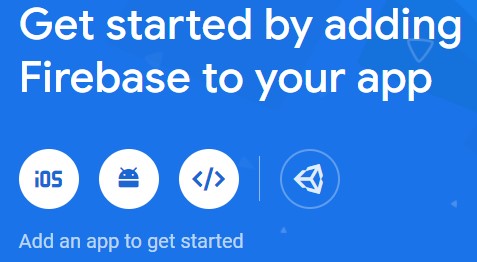 Get started by adding
Firebase to your app
iOS
</>
Add an app to get started